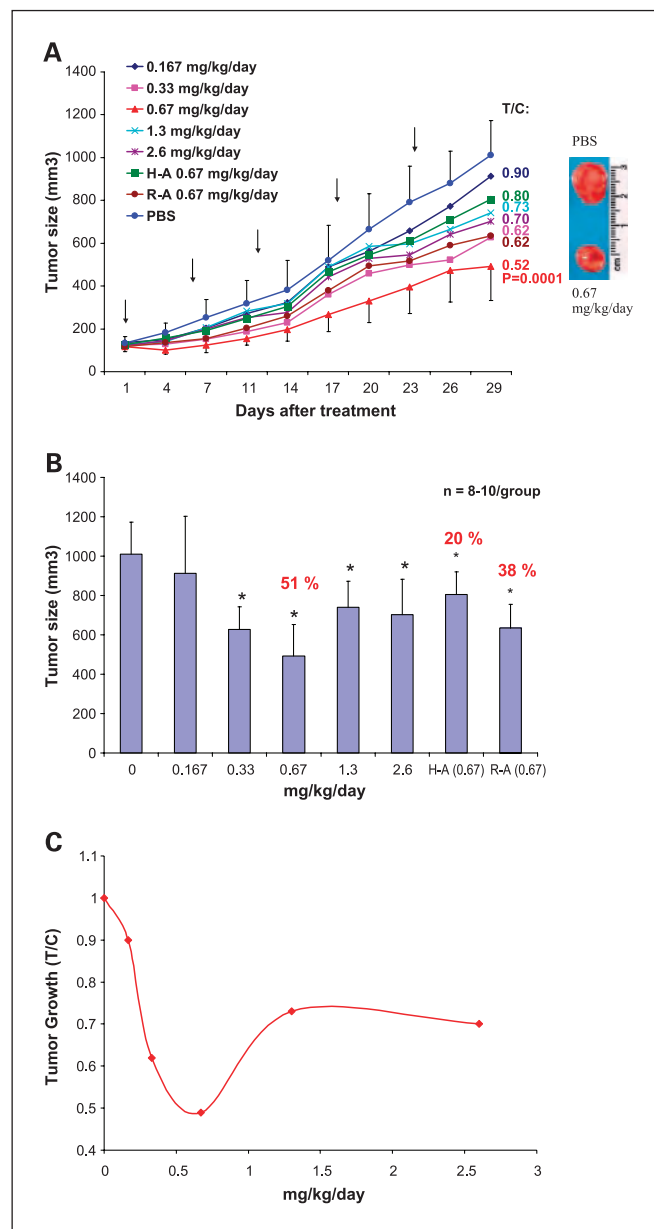 A
0.167 mg/kg/day
0.33 mg/kg/day
0.67 mg/kg/day
1.3 mg/kg/day
2.6 mg/kg/day
H-A 0.67 mg/kg/day
R-A 0.67 mg/kg/day
PBS
Tumor size (mm3)
1400
1200
1000
800
600
400
200
0
1 4 7 11 14 17 20 23 26 29
Days after treatment
T/C:
0.90
0.80
0.73
0.70
0.62
0.62
0.52
P=0.0001
PBS
3
2
1
cm
0.67
mg/kg/day
B
n = 8-10/group
Tumor size (mm3)
1400
1200
1000
800
600
400
200
0
* * 51 % * * 20 % * 38 % *
0 0.167 0.33 0.67 1.3 2.6 H-A (0.67) R-A (0.67)
mg/kg/day
C
Tumor Growth (T/C)
1.1
1
0.9
0.8
0.7
0.6
0.5
0.4
0 0.5 1 1.5 2 2.5 3
mg/kg/day